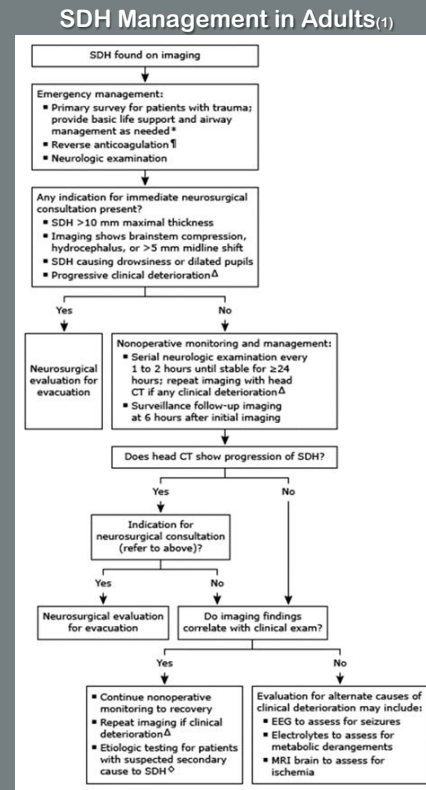 SDH Management in Adults(1)
SDH found on imaging
Emergency management:
▪ Primary survey for patients with trauma;
provide basic life support and airway
management as needed*
▪ Reverse anticoagulation¶
▪ Neurologic examination
Any indication for immediate neurosurgical
consultation present?
▪ SDH >10 mm maximal thickness
▪ Imaging shows brainstem compression,
hydrocephalus, or >5 mm midline shift
▪ SDH causing drowsiness or dilated pupils
▪ Progressive clinical deteriorationΔ
Yes
No
Neurosurgical
evaluation for
evacuation
Nonoperative monitoring and management:
▪ Serial neurologic examination every
1 to 2 hours until stable for ≥24
hours; repeat imaging with head
CT if any clinical deteriorationΔ
▪ Surveillance follow-up imaging
at 6 hours after initial imaging
Does head CT show progression of SDH?
Yes
No
Indication for
neurosurgical consultation
(refer to above)?
Yes
No
Neurosurgical evaluation
for evacuation
Do imaging findings
correlate with clinical exam?
Yes
No
▪ Continue nonoperative
monitoring to recovery
▪ Repeat imaging if clinical
deteriorationΔ
▪ Etiologic testing for patients
with suspected secondary
cause to SDH◇
Evaluation for alternate causes of
clinical deterioration may include:
▪ EEG to assess for seizures
▪ Electrolytes to assess for
metabolic derangements
▪ MRI brain to assess for
ischemia